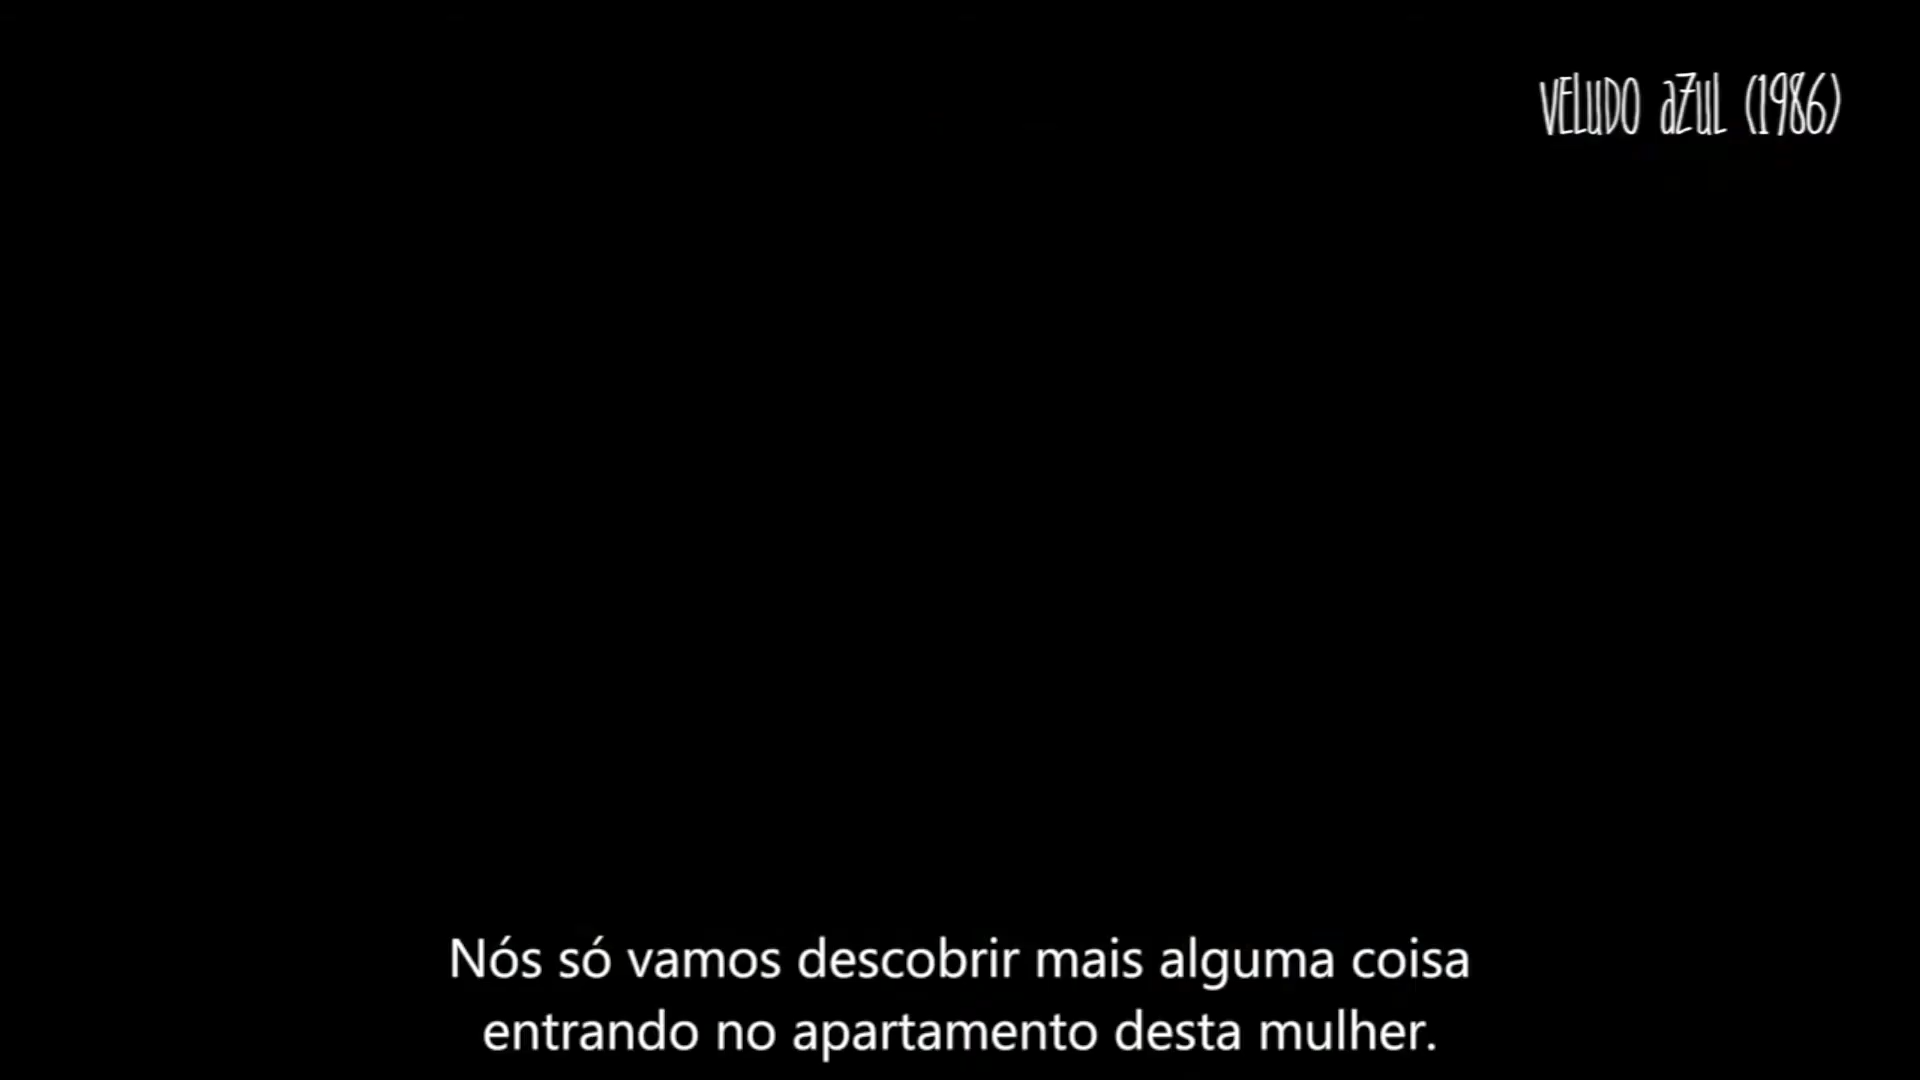 VELUDO aZUL (1986)
Nós só vamos descobrir mais alguma coisa
entrando no apartamento desta mulher.